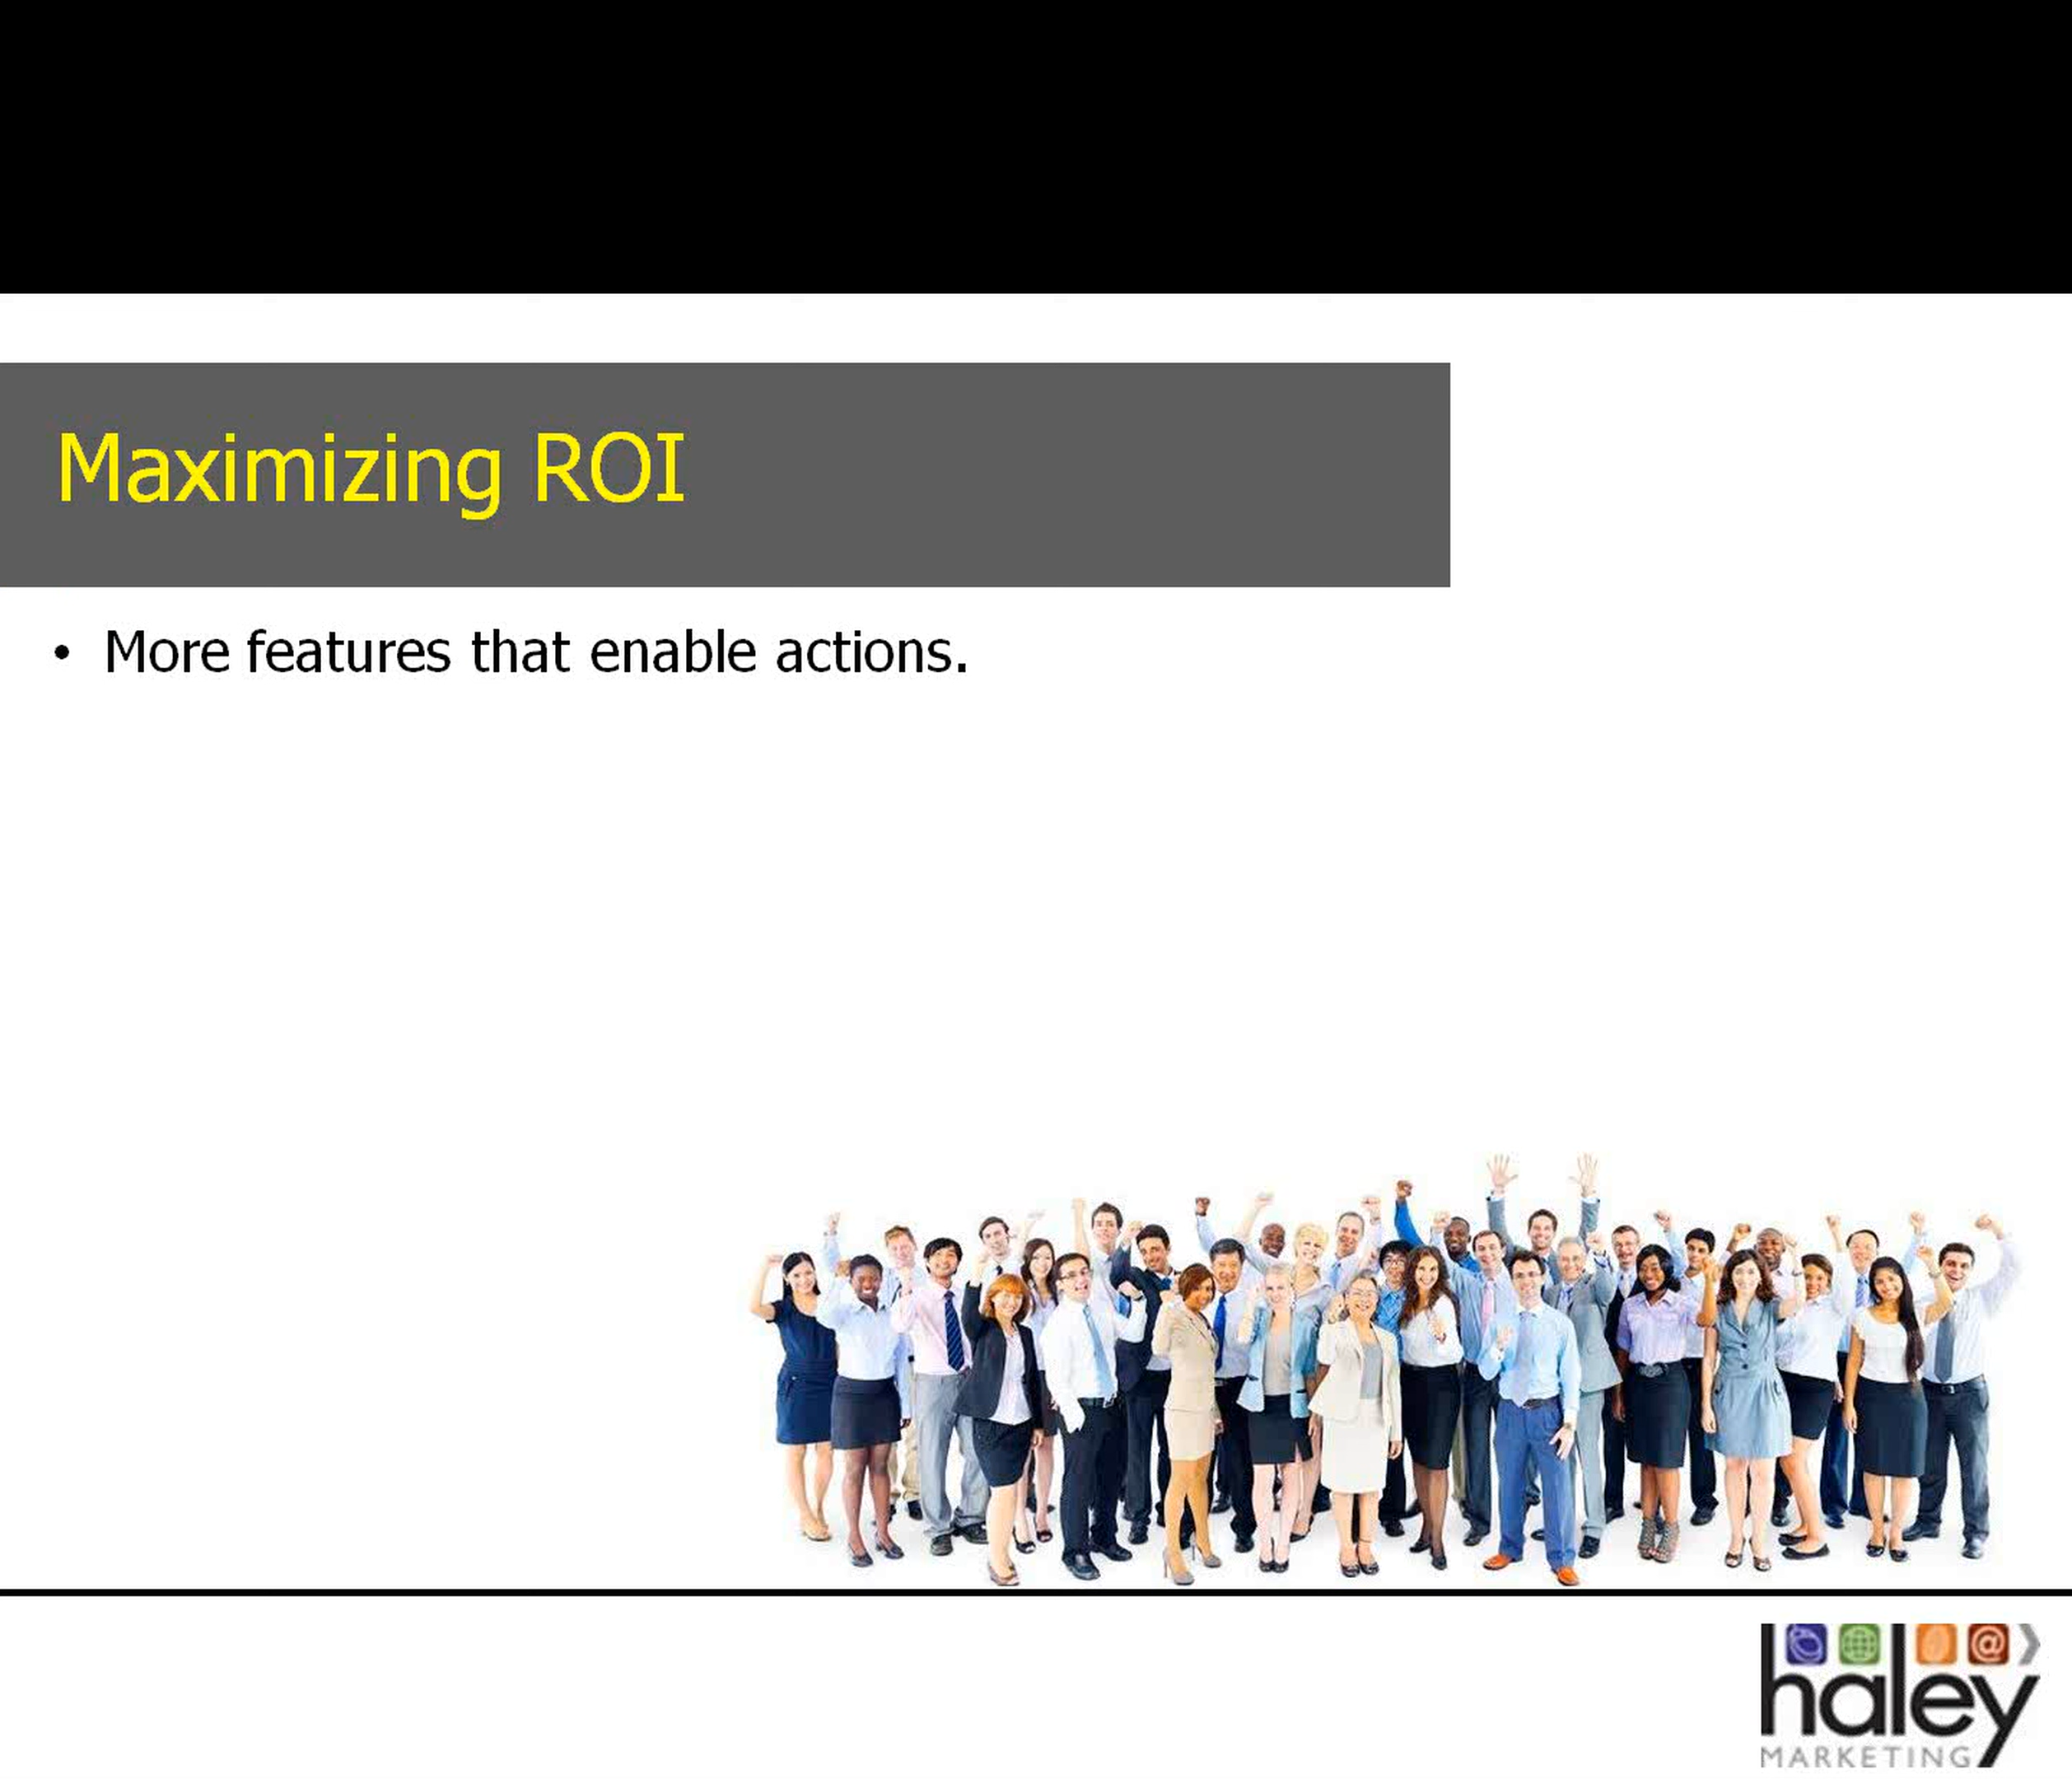 Maximizing ROI
• More features that enable actions.
haley
MARKETING